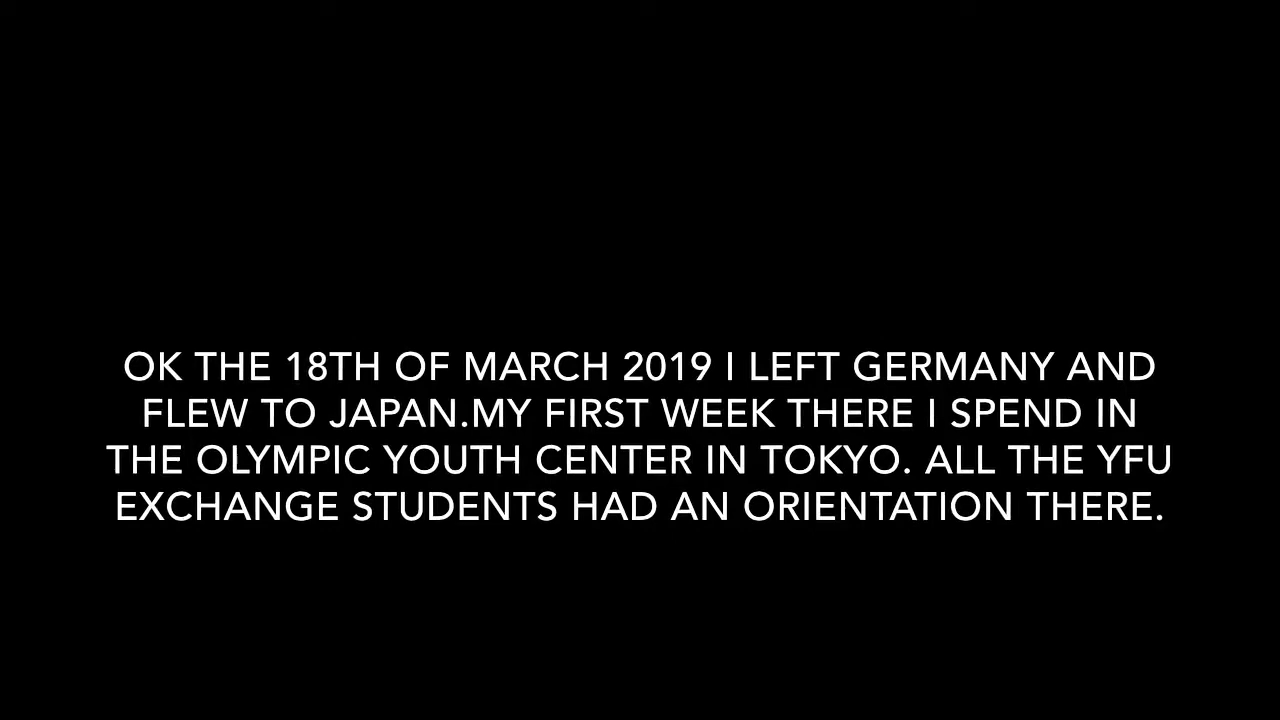 OK THE 18TH OF MARCH 2019 I LEFT GERMANY AND
FLEW TO JAPAN.MY FIRST WEEK THERE I SPEND IN
THE OLYMPIC YOUTH CENTER IN TOKYO. ALL THE YFU
EXCHANGE STUDENTS HAD AN ORIENTATION THERE.